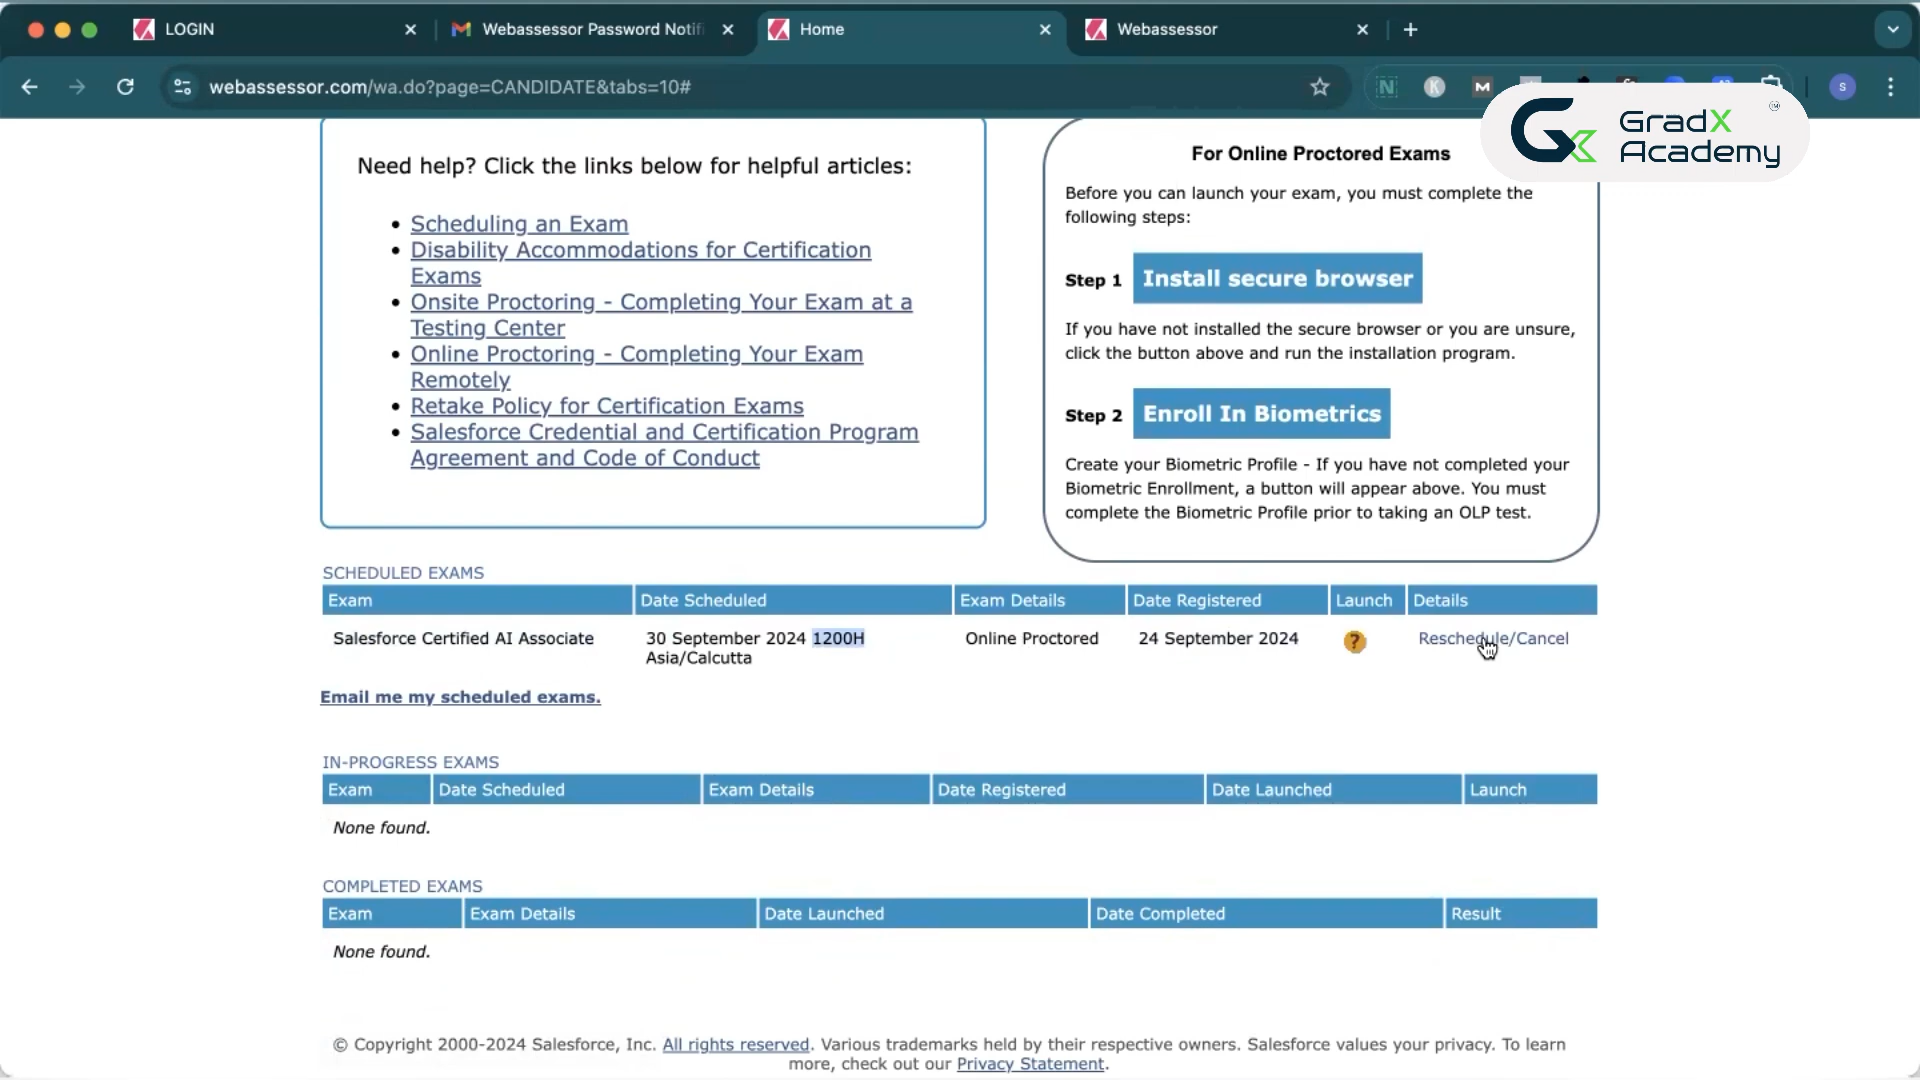 LOGIN
Webassessor Password Notifi
Home
Webassessor
webassessor.com/wa.do?page=CANDIDATE&tabs=10#
N
K
M
S
GradX
Academy
TM
Need help? Click the links below for helpful articles:
• Scheduling an Exam
• Disability Accommodations for Certification
Exams
• Onsite Proctoring - Completing Your Exam at a
Testing Center
• Online Proctoring - Completing Your Exam
Remotely
• Retake Policy for Certification Exams
• Salesforce Credential and Certification Program
Agreement and Code of Conduct
For Online Proctored Exams
Before you can launch your exam, you must complete the
following steps:
Step 1 Install secure browser
If you have not installed the secure browser or you are unsure,
click the button above and run the installation program.
Step 2 Enroll In Biometrics
Create your Biometric Profile - If you have not completed your
Biometric Enrollment, a button will appear above. You must
complete the Biometric Profile prior to taking an OLP test.
SCHEDULED EXAMS
Exam Date Scheduled Exam Details Date Registered Launch Details
Salesforce Certified AI Associate 30 September 2024 1200H Online Proctored 24 September 2024 ? Reschedule/Cancel
Asia/Calcutta
Email me my scheduled exams.
IN-PROGRESS EXAMS
Exam Date Scheduled Exam Details Date Registered Date Launched Launch
None found.
COMPLETED EXAMS
Exam Exam Details Date Launched Date Completed Result
None found.
© Copyright 2000-2024 Salesforce, Inc. All rights reserved. Various trademarks held by their respective owners. Salesforce values your privacy. To learn
more, check out our Privacy Statement.